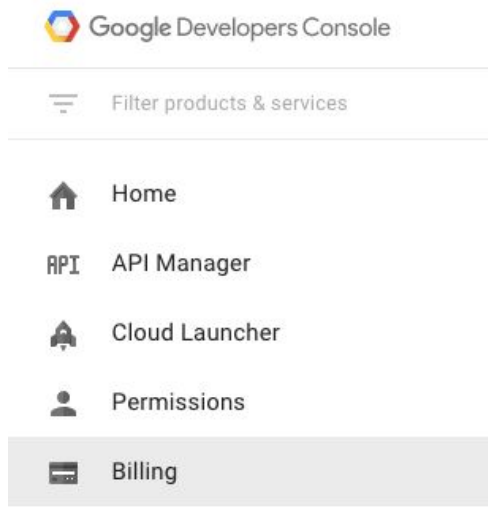 Google Developers Console
Filter products & services
Home
API API Manager
Cloud Launcher
Permissions
Billing